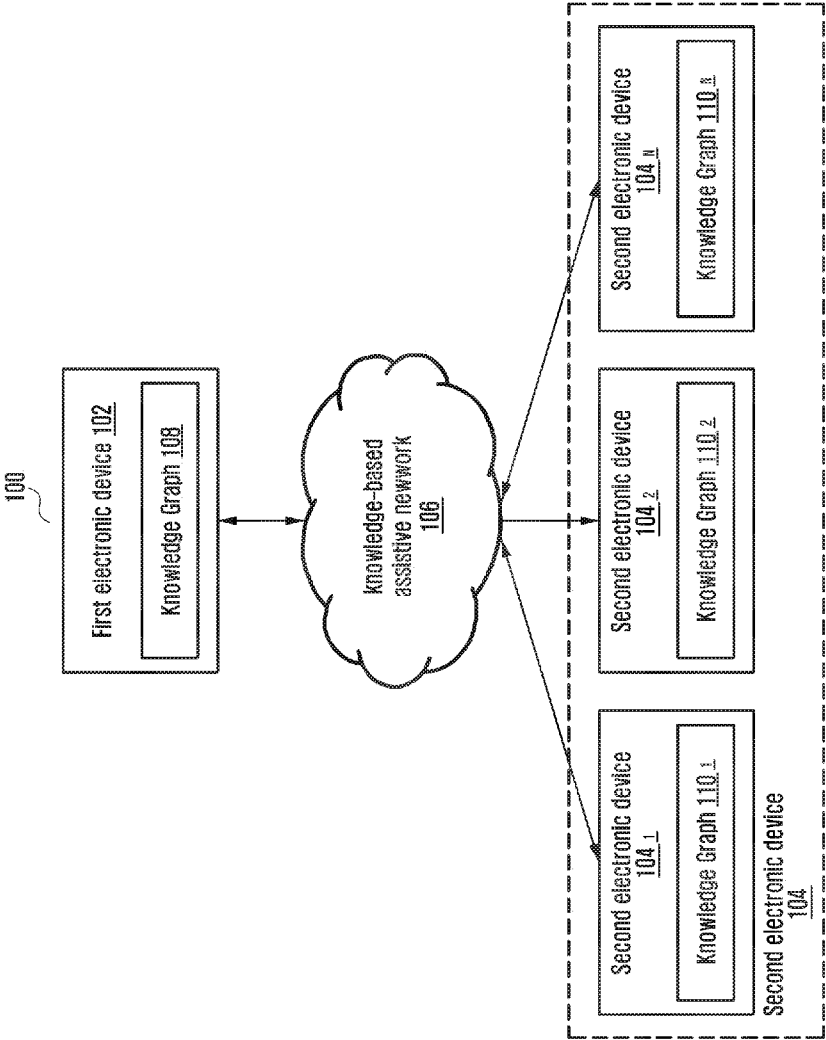 100
First electronic device 102
Knowledge Graph 108
Knowledge-based
assistive newwork
106
Second electronic device
104 1
Knowledge Graph 110 1
Second electronic device
104 2
Knowledge Graph 110 2
Second electronic device
104 N
Knowledge Graph 110 N
Second electronic device
104